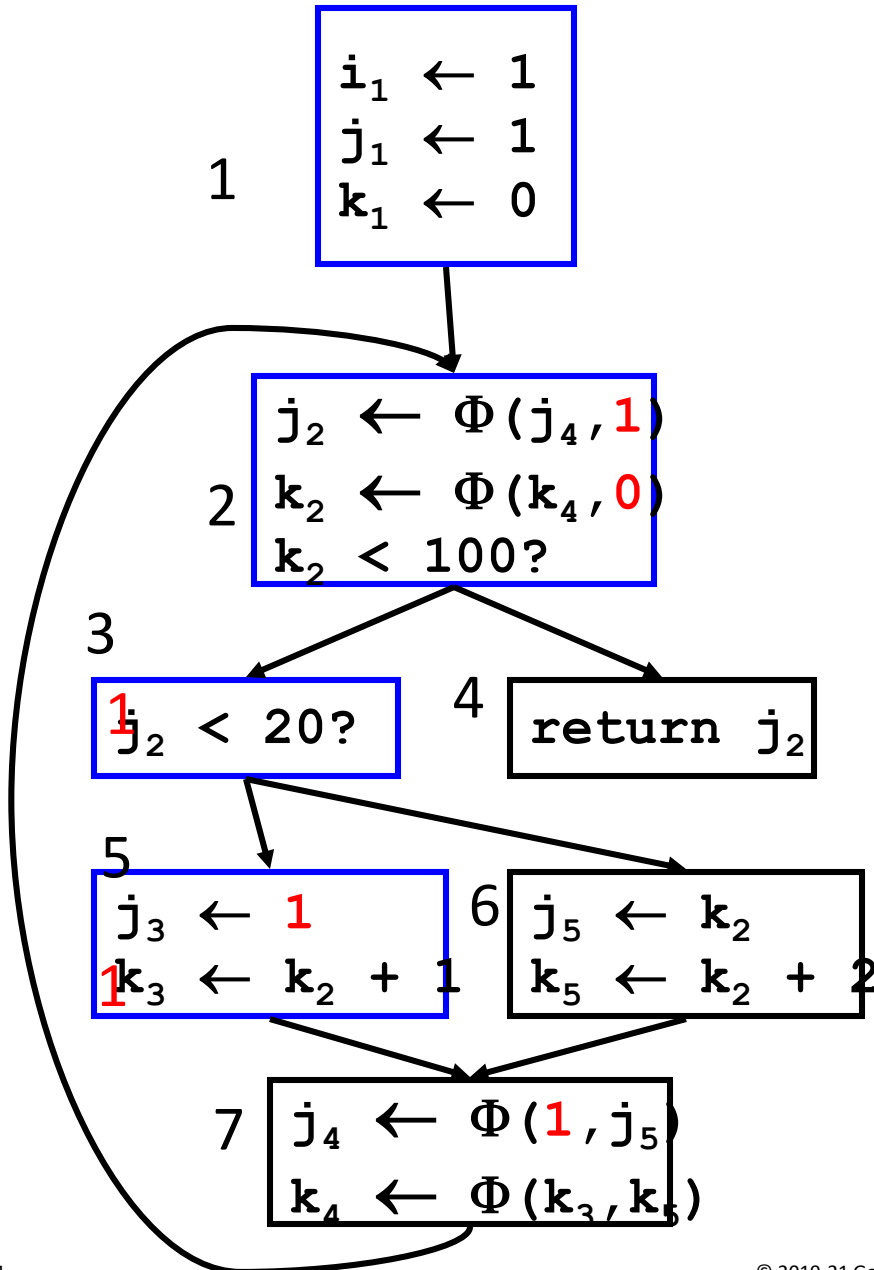 i₁ ← 1
j₁ ← 1
k₁ ← 0
1
j₂ ← Φ(j₄,1)
k₂ ← Φ(k₄,0)
k₂ < 100?
2
3
1
j₂ < 20?
4
return j₂
5
j₃ ← 1
1
k₃ ← k₂ + 1
6
j₅ ← k₂
k₅ ← k₂ + 2
7
j₄ ← Φ(1,j₅)
k₄ ← Φ(k₃,k₅)